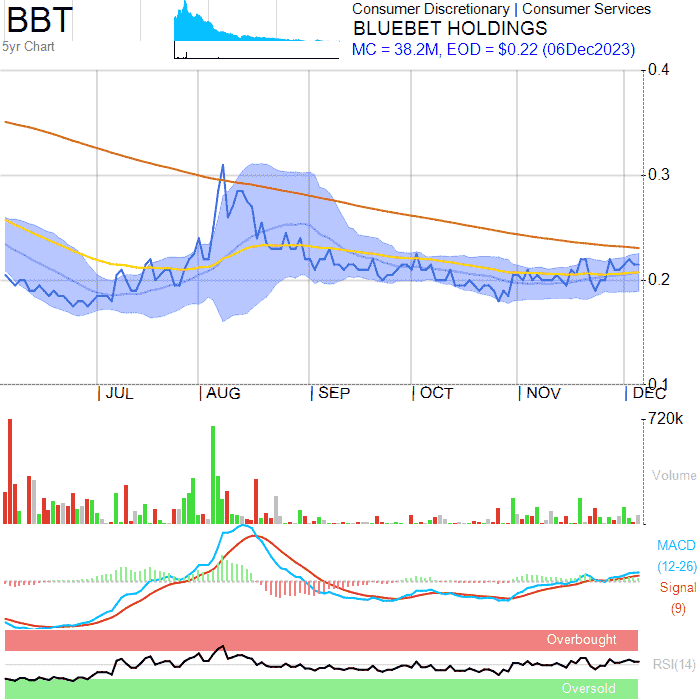 BBT
5yr Chart
Consumer Discretionary | Consumer Services
BLUEBET HOLDINGS
MC = 38.2M, EOD = $0.22 (06Dec2023)
0.4
0.3
0.2
0.1
JUL
AUG
SEP
OCT
NOV
DEC
720k
Volume
MACD
(12-26)
Signal
(9)
Overbought
RSI(14)
Oversold